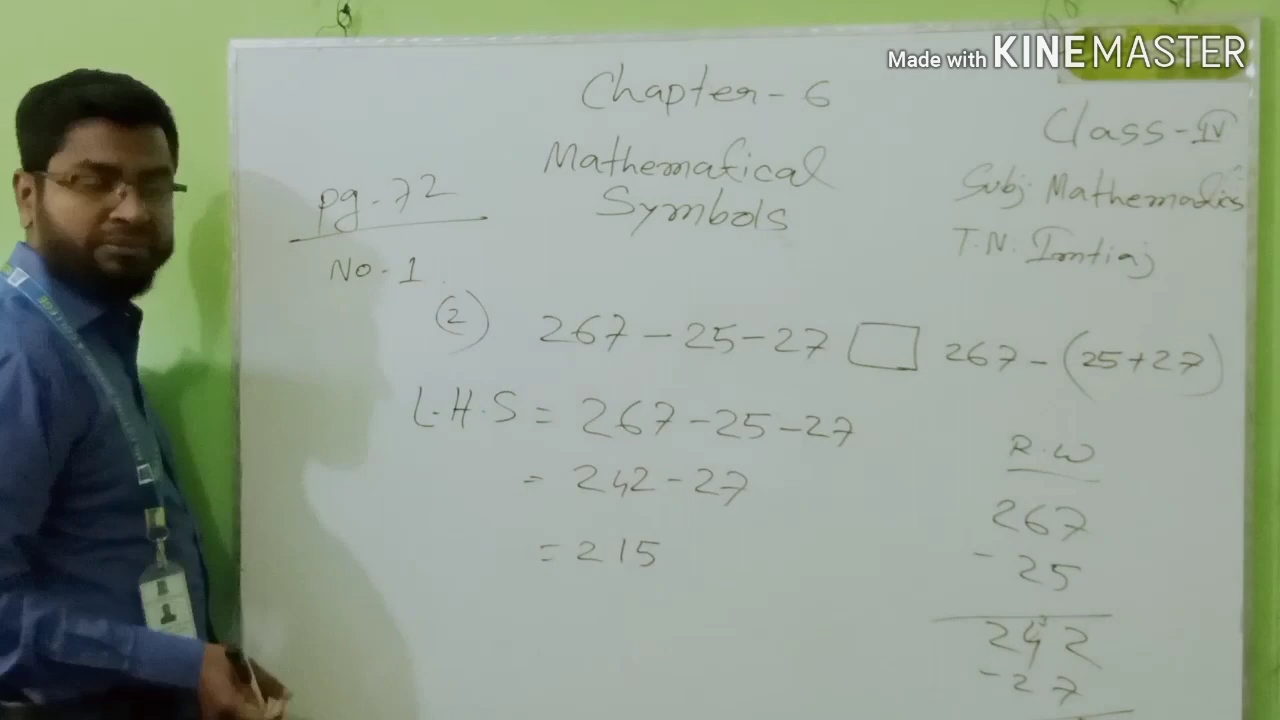 Made with KINEMASTER
Chapter - 6
Mathematical
Symbols
Class - IV
Subj: Mathematics
T.N. Imtiaj
pg. 72
No. 1
(2) 267 - 25 - 27 □ 267 - (25 + 27)
L.H.S = 267 - 25 - 27
= 242 - 27
= 215
R.W
267
- 25
242
- 27